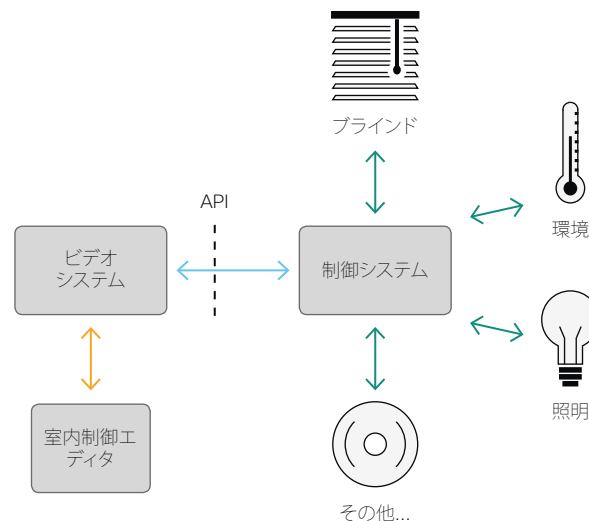 ブラインド
API
環境
ビデオ
システム
制御システム
照明
室内制御エ
ディタ
その他...